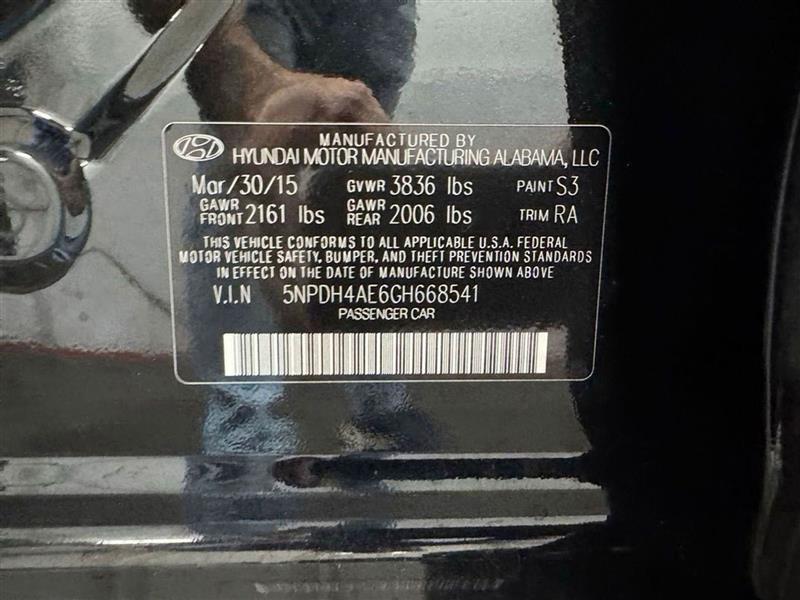 MANUFACTURED BY
HYUNDAI MOTOR MANUFACTURING ALABAMA, LLC
Mar/30/15 GVWR 3836 lbs PAINT S3
GAWR FRONT 2161 lbs GAWR REAR 2006 lbs TRIM RA
THIS VEHICLE CONFORMS TO ALL APPLICABLE U.S.A. FEDERAL
MOTOR VEHICLE SAFETY, BUMPER, AND THEFT PREVENTION STANDARDS
IN EFFECT ON THE DATE OF MANUFACTURE SHOWN ABOVE
V.I.N 5NPDH4AE6GH668541
PASSENGER CAR